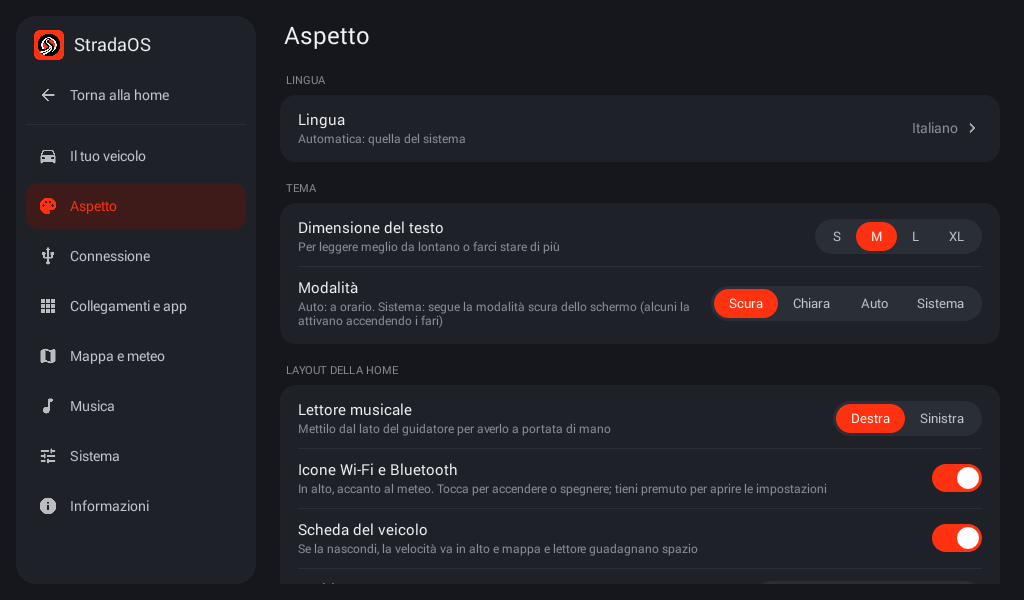 StradaOS
Torna alla home
Il tuo veicolo
Aspetto
Connessione
Collegamenti e app
Mappa e meteo
Musica
Sistema
Informazioni
Aspetto
LINGUA
Lingua
Automatica: quella del sistema
Italiano
TEMA
Dimensione del testo
Per leggere meglio da lontano o farci stare di più
S M L XL
Modalità
Auto: a orario. Sistema: segue la modalità scura dello schermo (alcuni la
attivano accendendo i fari)
Scura Chiara Auto Sistema
LAYOUT DELLA HOME
Lettore musicale
Mettilo dal lato del guidatore per averlo a portata di mano
Destra Sinistra
Icone Wi-Fi e Bluetooth
In alto, accanto al meteo. Tocca per accendere o spegnere; tieni premuto per aprire le impostazioni
Scheda del veicolo
Se la nascondi, la velocità va in alto e mappa e lettore guadagnano spazio